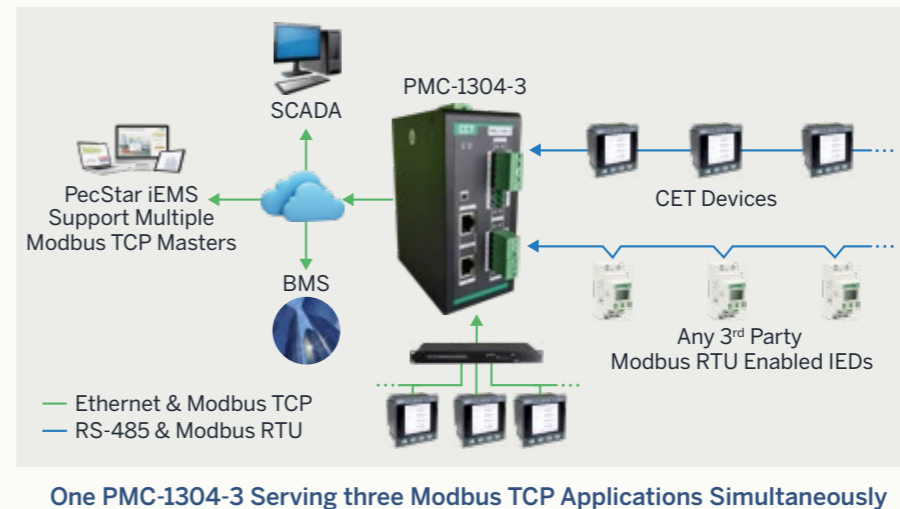 SCADA
PMC-1304-3
CET
CET Devices
PecStar iEMS
Support Multiple
Modbus TCP Masters
BMS
Any 3rd Party
Modbus RTU Enabled IEDs
Ethernet & Modbus TCP
RS-485 & Modbus RTU
One PMC-1304-3 Serving three Modbus TCP Applications Simultaneously